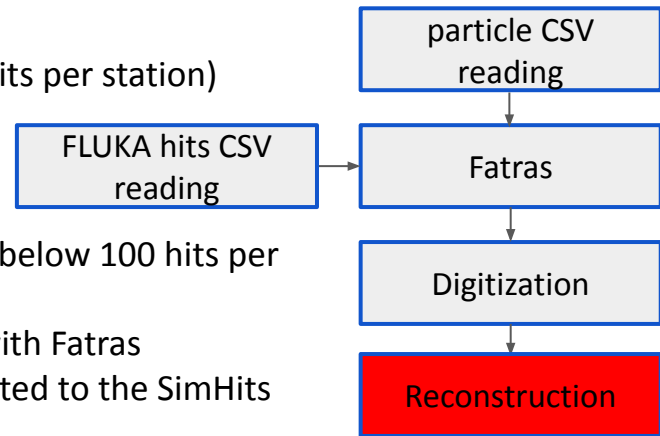 its per station)
below 100 hits per
ith Fatras
ted to the SimHits
particle CSV
reading
FLUKA hits CSV
reading
Fatras
Digitization
Reconstruction